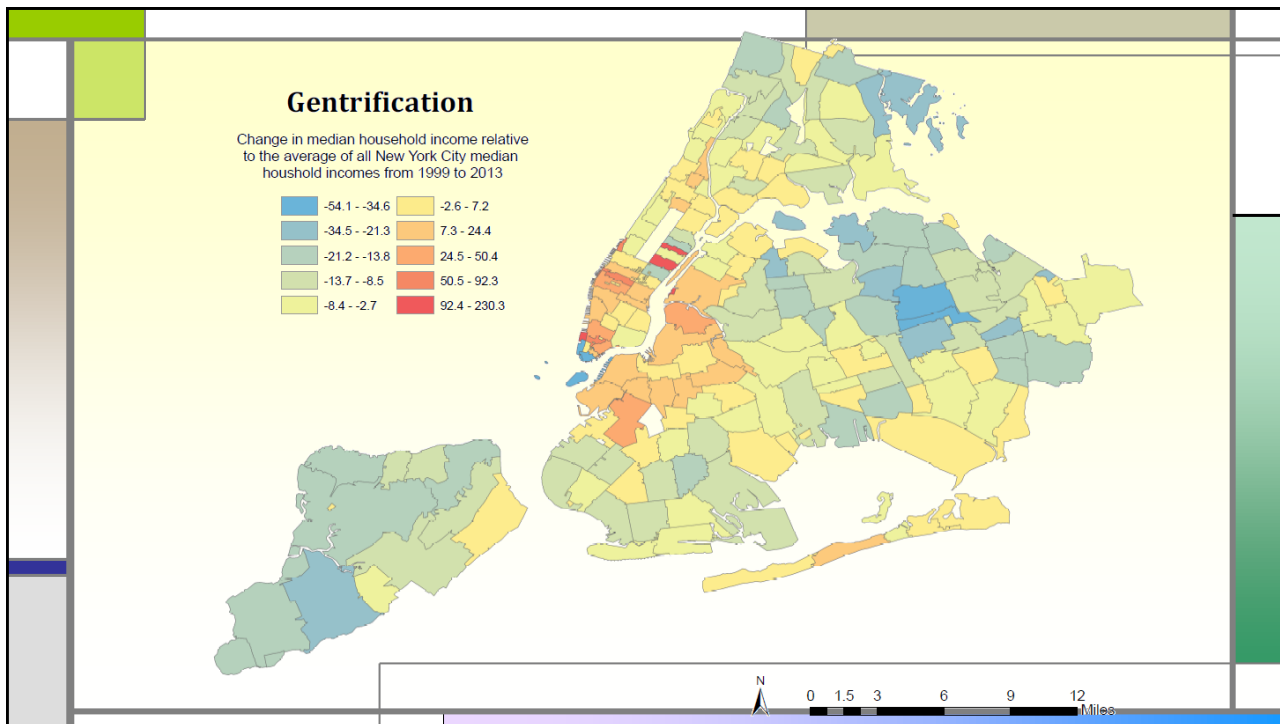 Gentrification
Change in median household income relative
to the average of all New York City median
houshold incomes from 1999 to 2013
-54.1 - -34.6
-34.5 - -21.3
-21.2 - -13.8
-13.7 - -8.5
-8.4 - -2.7
-2.6 - 7.2
7.3 - 24.4
24.5 - 50.4
50.5 - 92.3
92.4 - 230.3
N
0 1.5 3 6 9 12
Miles